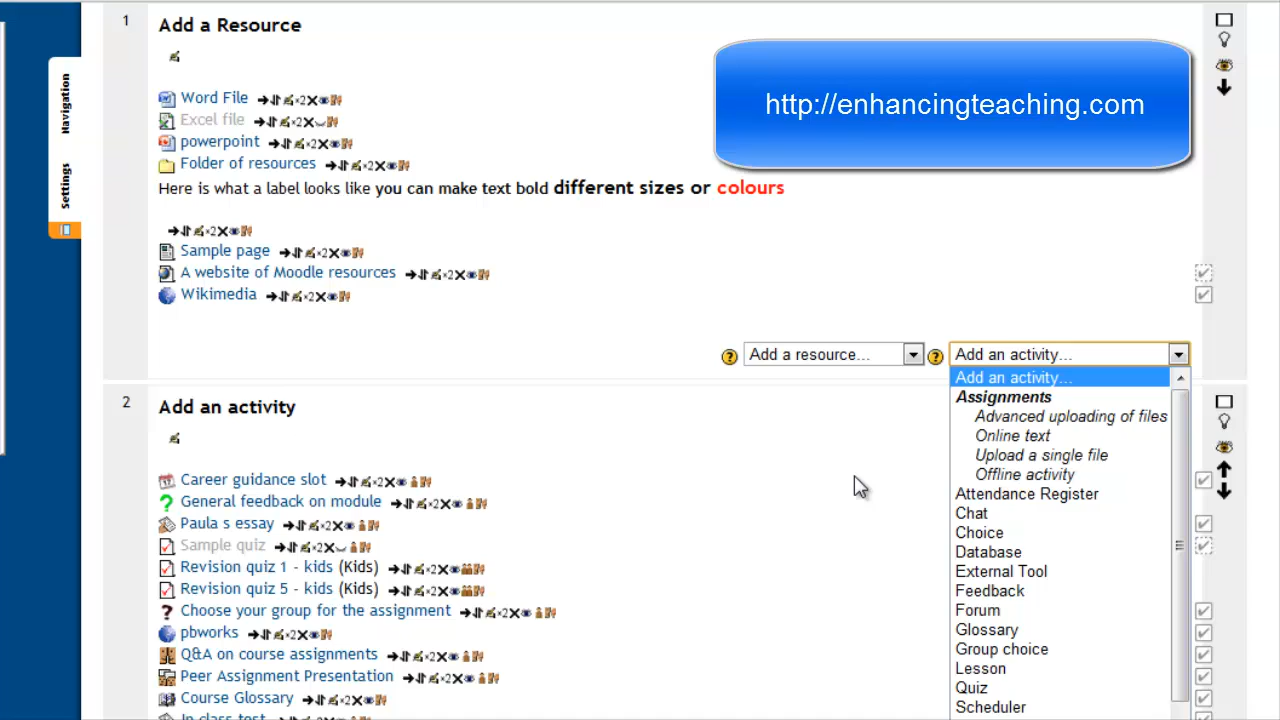 1
Add a Resource
http://enhancingteaching.com
Navigation
Settings
Word File
Excel file
powerpoint
Folder of resources
Here is what a label looks like you can make text bold different sizes or colours
Sample page
A website of Moodle resources
Wikimedia
Add a resource...
Add an activity...
Add an activity...
Assignments
Advanced uploading of files
Online text
Upload a single file
Offline activity
Attendance Register
Chat
Choice
Database
External Tool
Feedback
Forum
Glossary
Group choice
Lesson
Quiz
Scheduler
2
Add an activity
Career guidance slot
General feedback on module
Paula s essay
Sample quiz
Revision quiz 1 - kids (Kids)
Revision quiz 5 - kids (Kids)
Choose your group for the assignment
pbworks
Q&A on course assignments
Peer Assignment Presentation
Course Glossary
In class test